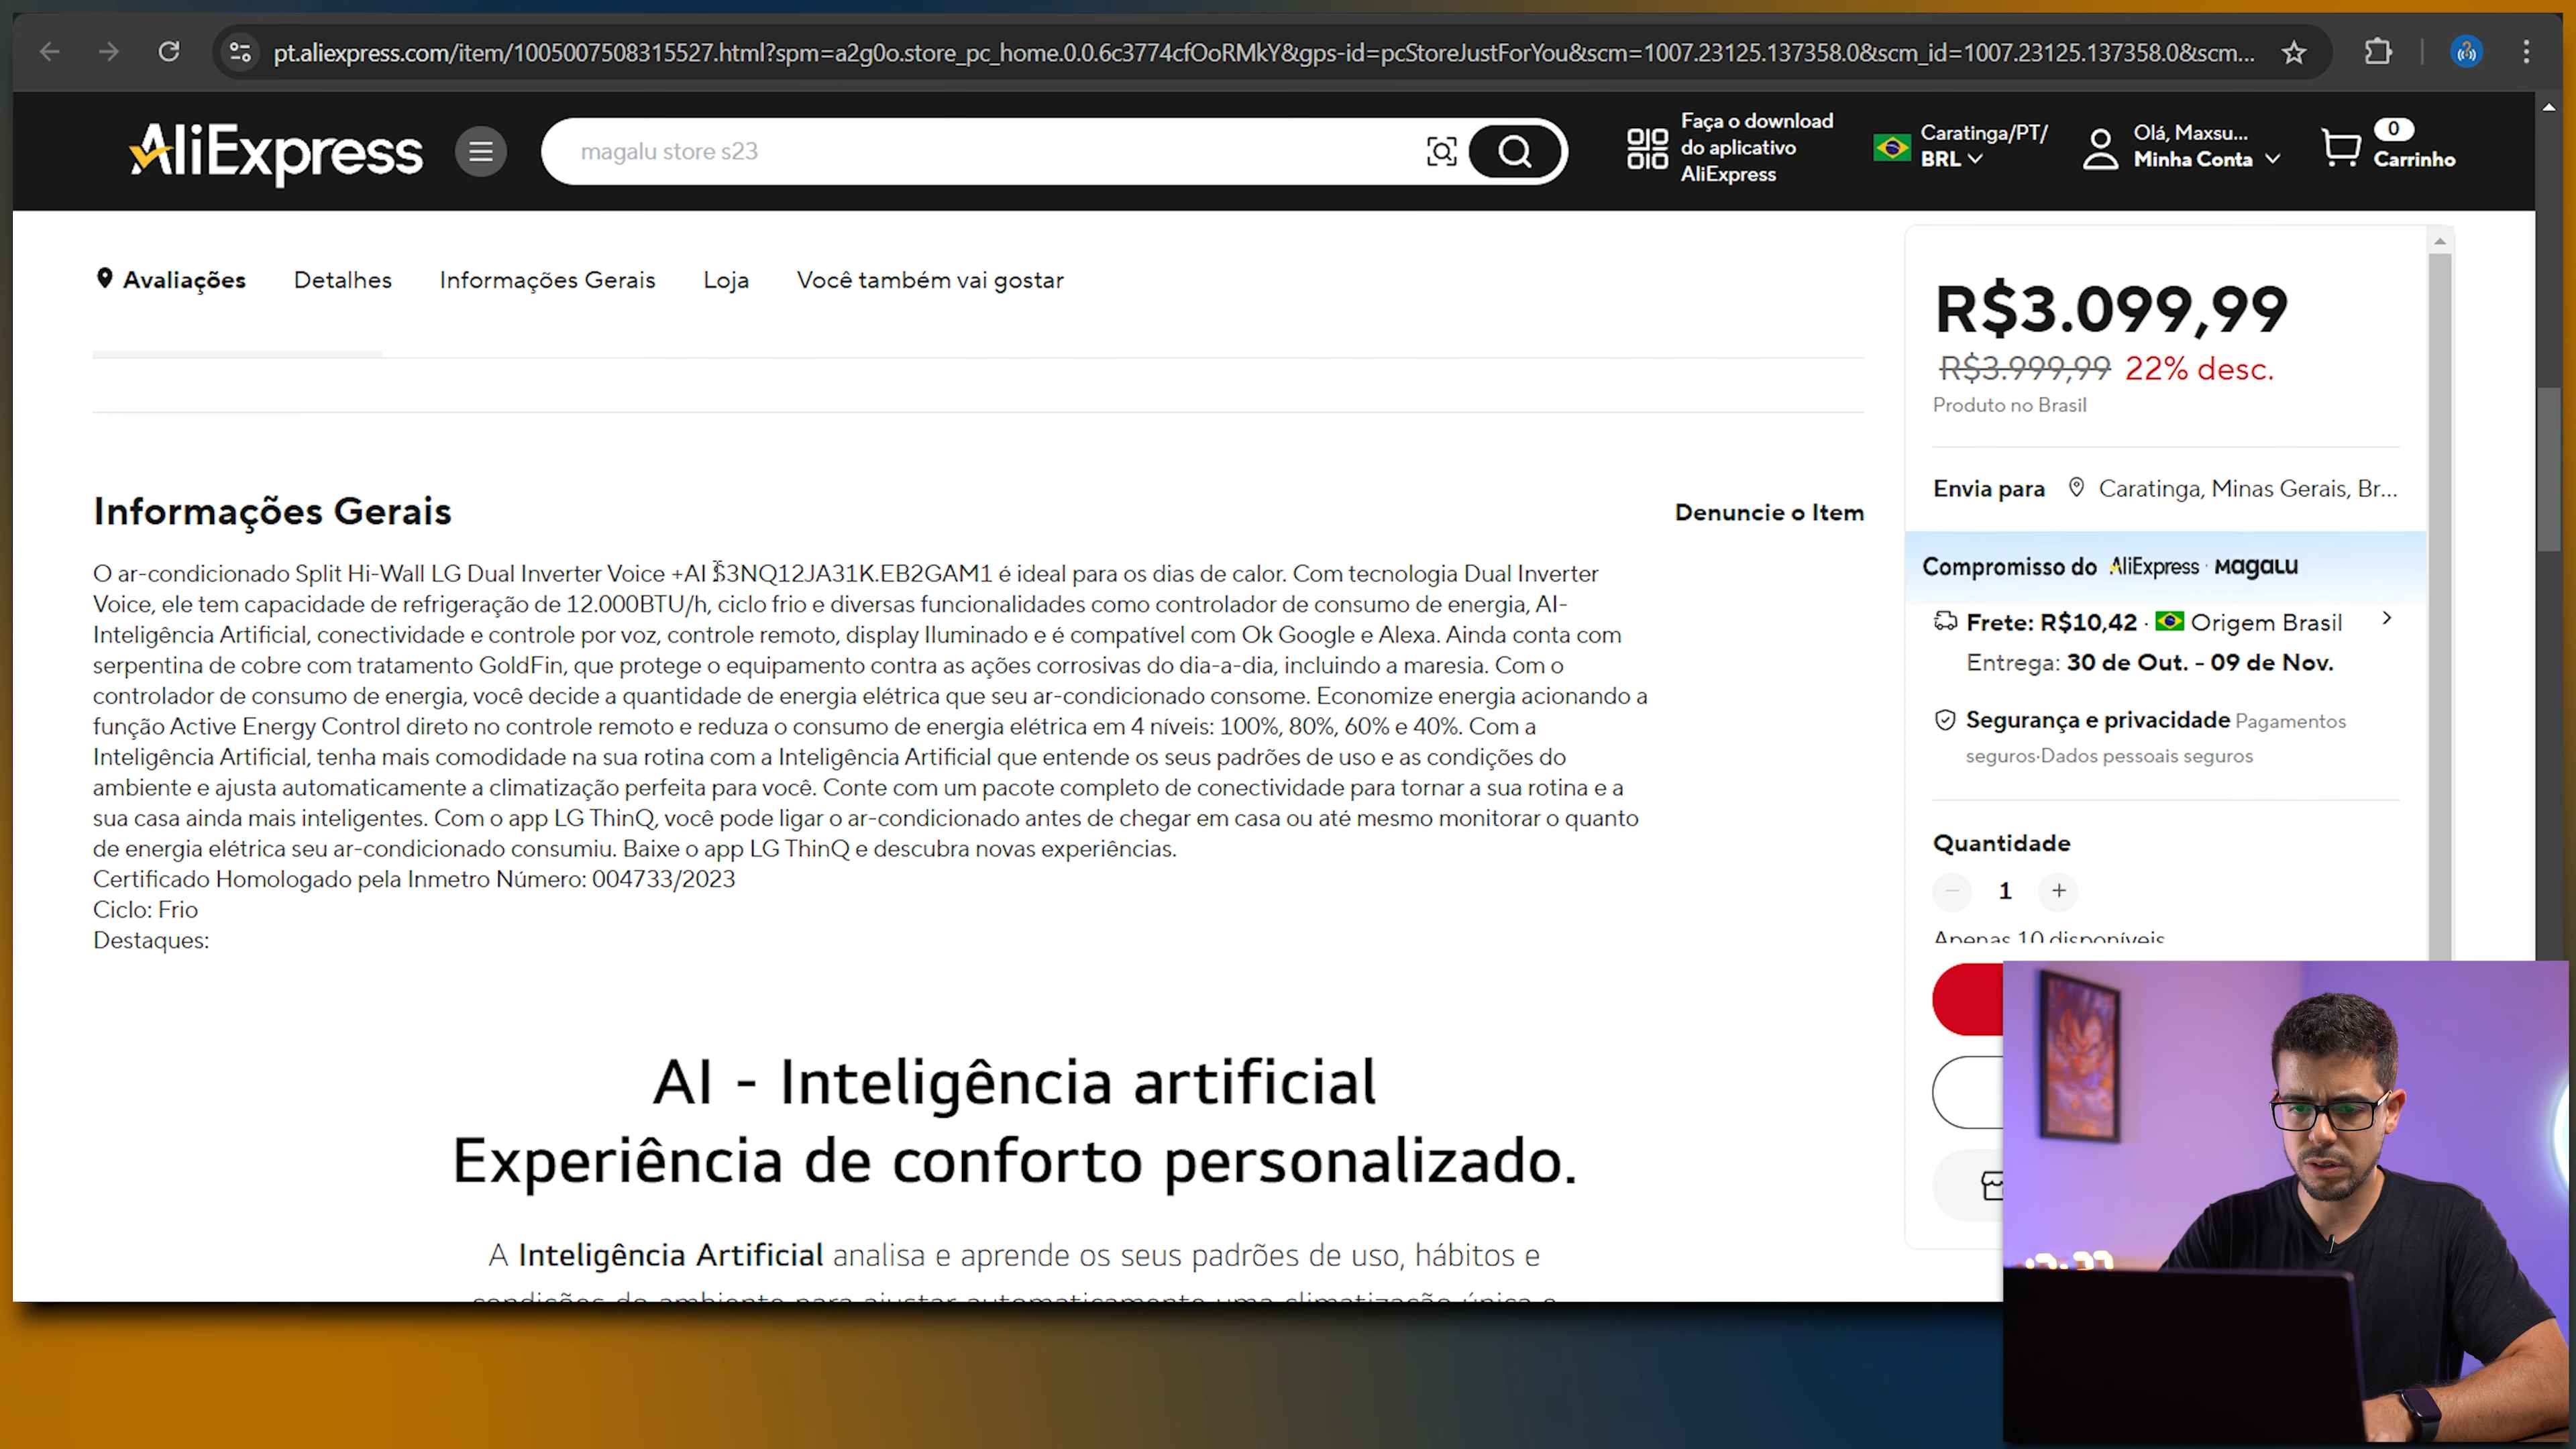 pt.aliexpress.com/item/1005007508315527.html?spm=a2g0o.store_pc_home.0.0.6c3774cfOoRMkY&gps-id=pcStoreJustForYou&scm=1007.23125.137358.0&scm_id=1007.23125.137358.0&scm...
AliExpress
magalu store s23
Faça o download
do aplicativo
AliExpress
Caratinga/PT/
BRL
Olá, Maxsu...
Minha Conta
0
Carrinho
Avaliações Detalhes Informações Gerais Loja Você também vai gostar
Informações Gerais
Denuncie o Item
O ar-condicionado Split Hi-Wall LG Dual Inverter Voice +AI S3NQ12JA31K.EB2GAM1 é ideal para os dias de calor. Com tecnologia Dual Inverter
Voice, ele tem capacidade de refrigeração de 12.000BTU/h, ciclo frio e diversas funcionalidades como controlador de consumo de energia, AI-
Inteligência Artificial, conectividade e controle por voz, controle remoto, display Iluminado e é compatível com Ok Google e Alexa. Ainda conta com
serpentina de cobre com tratamento GoldFin, que protege o equipamento contra as ações corrosivas do dia-a-dia, incluindo a maresia. Com o
controlador de consumo de energia, você decide a quantidade de energia elétrica que seu ar-condicionado consome. Economize energia acionando a
função Active Energy Control direto no controle remoto e reduza o consumo de energia elétrica em 4 níveis: 100%, 80%, 60% e 40%. Com a
Inteligência Artificial, tenha mais comodidade na sua rotina com a Inteligência Artificial que entende os seus padrões de uso e as condições do
ambiente e ajusta automaticamente a climatização perfeita para você. Conte com um pacote completo de conectividade para tornar a sua rotina e a
sua casa ainda mais inteligentes. Com o app LG ThinQ, você pode ligar o ar-condicionado antes de chegar em casa ou até mesmo monitorar o quanto
de energia elétrica seu ar-condicionado consumiu. Baixe o app LG ThinQ e descubra novas experiências.
Certificado Homologado pela Inmetro Número: 004733/2023
Ciclo: Frio
Destaques:
AI - Inteligência artificial
Experiência de conforto personalizado.
A Inteligência Artificial analisa e aprende os seus padrões de uso, hábitos e
condições do ambiente para ajustar automaticamente uma climatização única e
R$3.099,99
R$3.999,99 22% desc.
Produto no Brasil
Envia para Caratinga, Minas Gerais, Br...
Compromisso do AliExpress · Magalu
Frete: R$10,42 · Origem Brasil
Entrega: 30 de Out. - 09 de Nov.
Segurança e privacidade Pagamentos
seguros·Dados pessoais seguros
Quantidade
1
Apenas 10 disponíveis